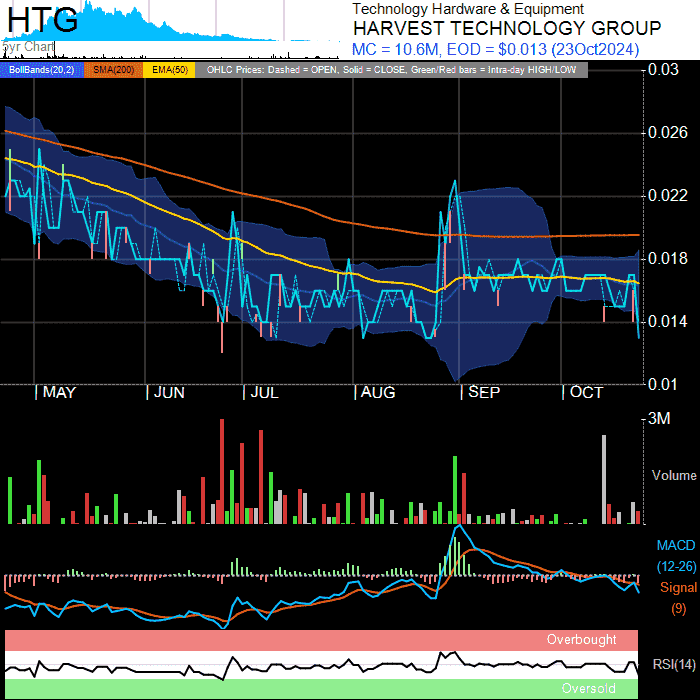 HTG
5yr Chart
Technology Hardware & Equipment
HARVEST TECHNOLOGY GROUP
MC = 10.6M, EOD = $0.013 (23Oct2024)
BollBands(20,2) SMA(200) EMA(50) OHLC Prices: Dashed = OPEN, Solid = CLOSE, Green/Red bars = Intra-day HIGH/LOW
0.03
0.026
0.022
0.018
0.014
0.01
MAY JUN JUL AUG SEP OCT
3M
Volume
MACD
(12-26)
Signal
(9)
Overbought
RSI(14)
Oversold